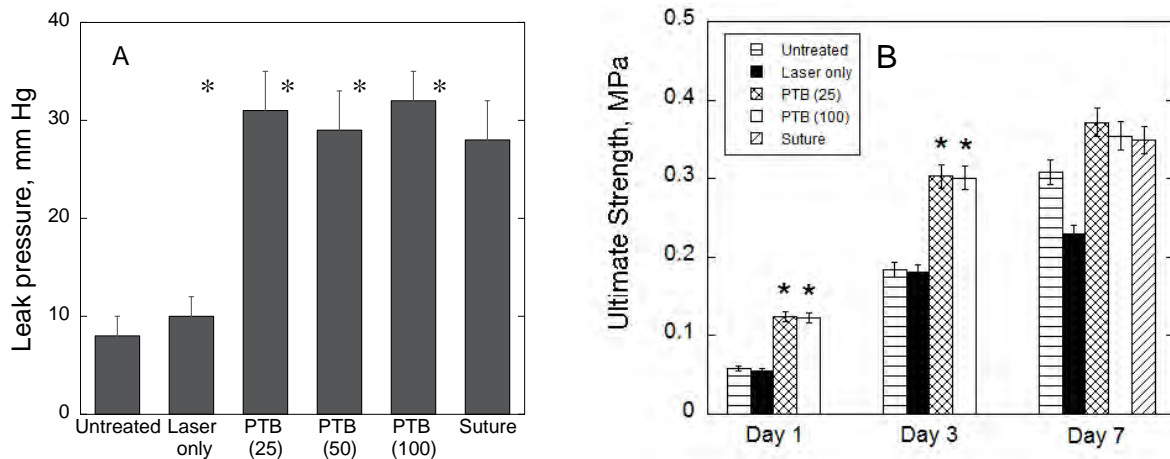 A
Leak pressure, mm Hg
40
30
20
10
0
*
*
*
*
Untreated
Laser only
PTB (25)
PTB (50)
PTB (100)
Suture
B
Ultimate Strength, MPa
0.5
0.4
0.3
0.2
0.1
0
Untreated
Laser only
PTB (25)
PTB (100)
Suture
* *
* *
Day 1
Day 3
Day 7